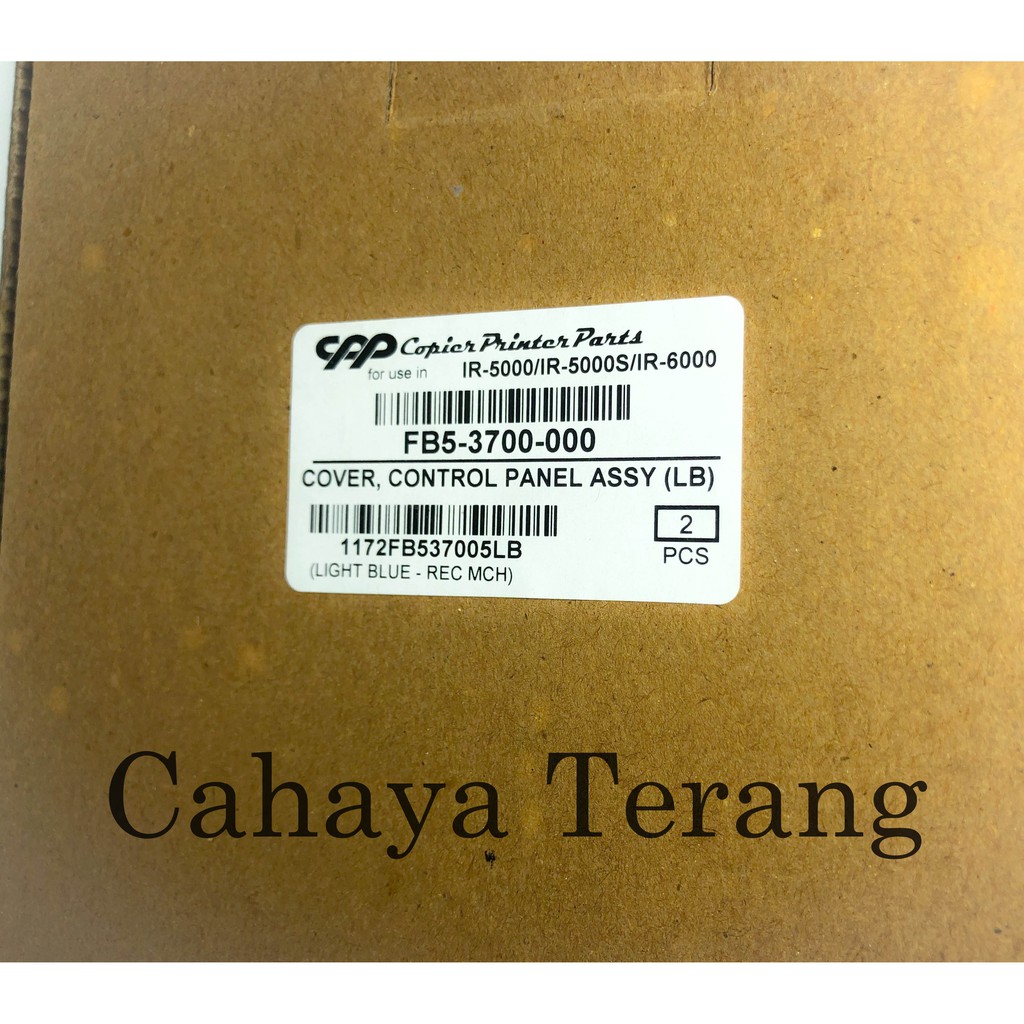 CPP Copier Printer Parts
for use in IR-5000/IR-5000S/IR-6000
FB5-3700-000
COVER, CONTROL PANEL ASSY (LB)
1172FB537005LB
2
(LIGHT BLUE - REC MCH)
PCS
Cahaya Terang